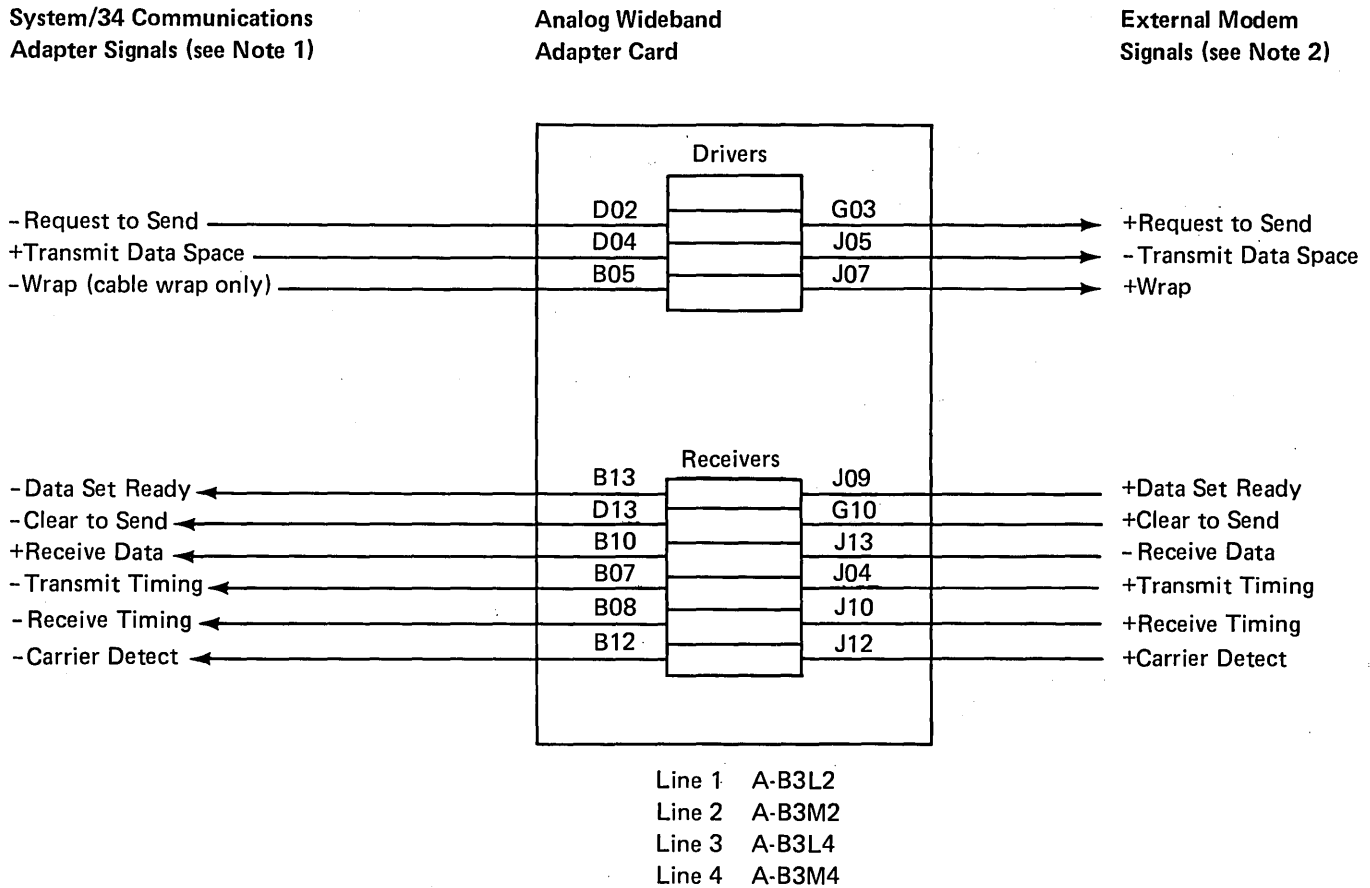 System/34 Communications
Adapter Signals (see Note 1)
Analog Wideband
Adapter Card
External Modem
Signals (see Note 2)
Drivers
-Request to Send D02 G03 +Request to Send
+Transmit Data Space D04 J05 -Transmit Data Space
-Wrap (cable wrap only) B05 J07 +Wrap
Receivers
-Data Set Ready B13 J09 +Data Set Ready
-Clear to Send D13 G10 +Clear to Send
+Receive Data B10 J13 -Receive Data
-Transmit Timing B07 J04 +Transmit Timing
-Receive Timing B08 J10 +Receive Timing
-Carrier Detect B12 J12 +Carrier Detect
Line 1 A-B3L2
Line 2 A-B3M2
Line 3 A-B3L4
Line 4 A-B3M4